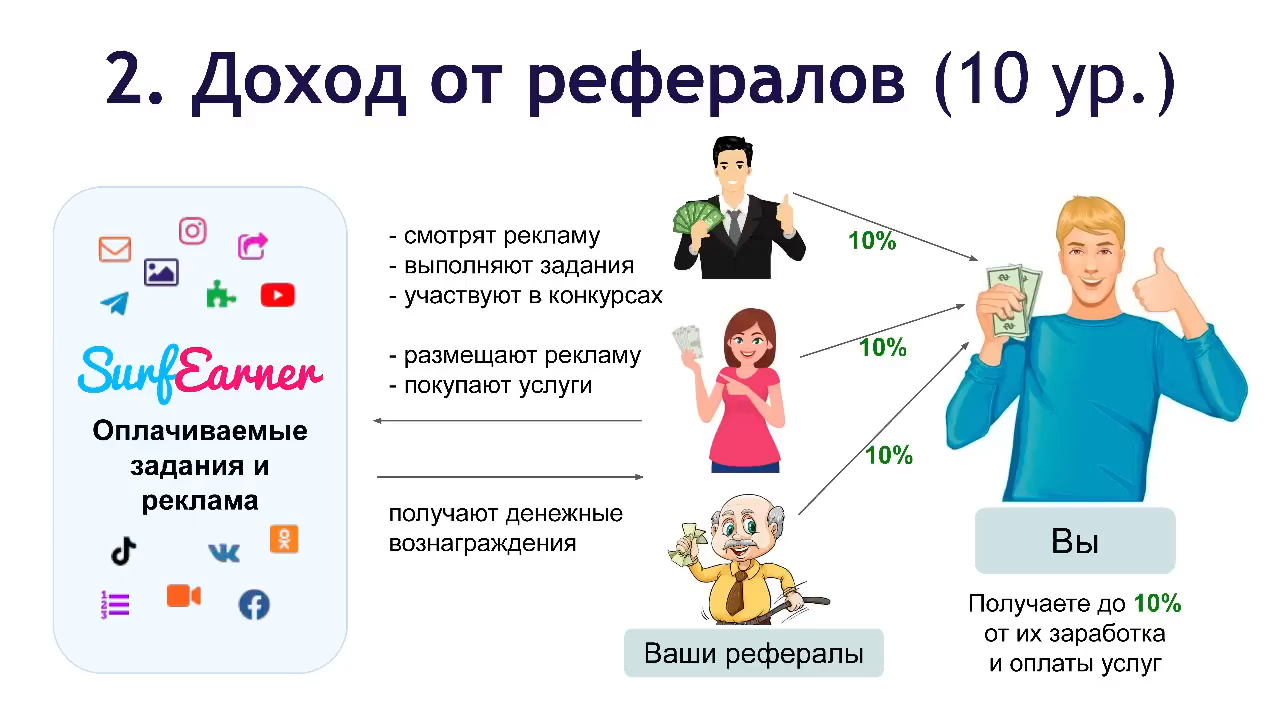 2. Доход от рефералов (10 ур.)
SurfEarner
Оплачиваемые
задания и
реклама
- смотрят рекламу
- выполняют задания
- участвуют в конкурсах
- размещают рекламу
- покупают услуги
получают денежные
вознаграждения
10%
10%
10%
Ваши рефералы
Вы
Получаете до 10%
от их заработка
и оплаты услуг